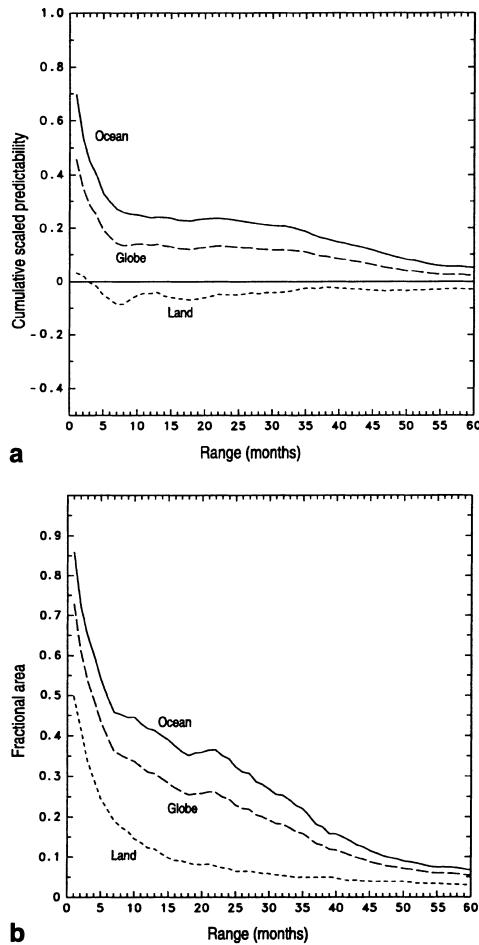 1.0
0.8
0.6
0.4
0.2
0
-0.2
-0.4
Cumulative scaled predictability
Ocean
Globe
Land
0 5 10 15 20 25 30 35 40 45 50 55 60
Range (months)
a
0.9
0.8
0.7
0.6
0.5
0.4
0.3
0.2
0.1
0
Fractional area
Ocean
Globe
Land
0 5 10 15 20 25 30 35 40 45 50 55 60
Range (months)
b